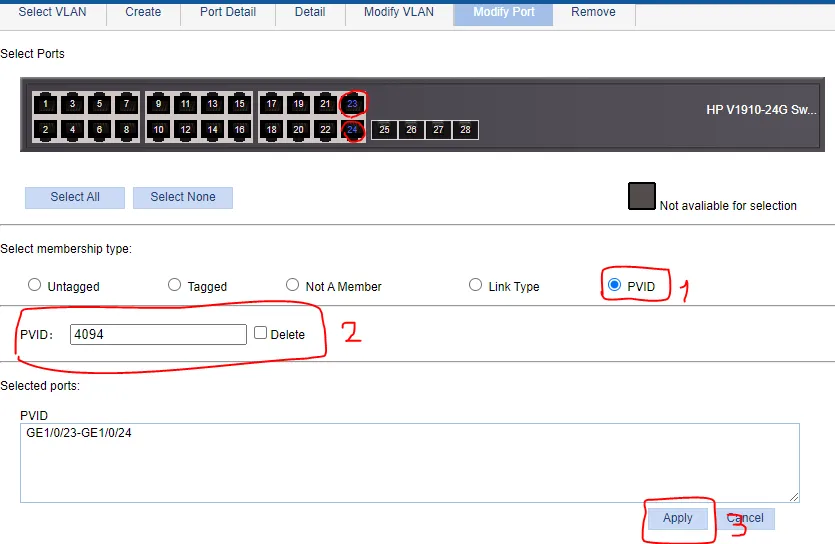 Select VLAN Create Port Detail Detail Modify VLAN Modify Port Remove
Select Ports
1 3 5 7 9 11 13 15 17 19 21 23
HP V1910-24G Sw...
2 4 6 8 10 12 14 16 18 20 22 24 25 26 27 28
Select All Select None
Not avaliable for selection
Select membership type:
Untagged Tagged Not A Member Link Type PVID 1
PVID: 4094 Delete 2
Selected ports:
PVID
GE1/0/23-GE1/0/24
Apply Cancel 3